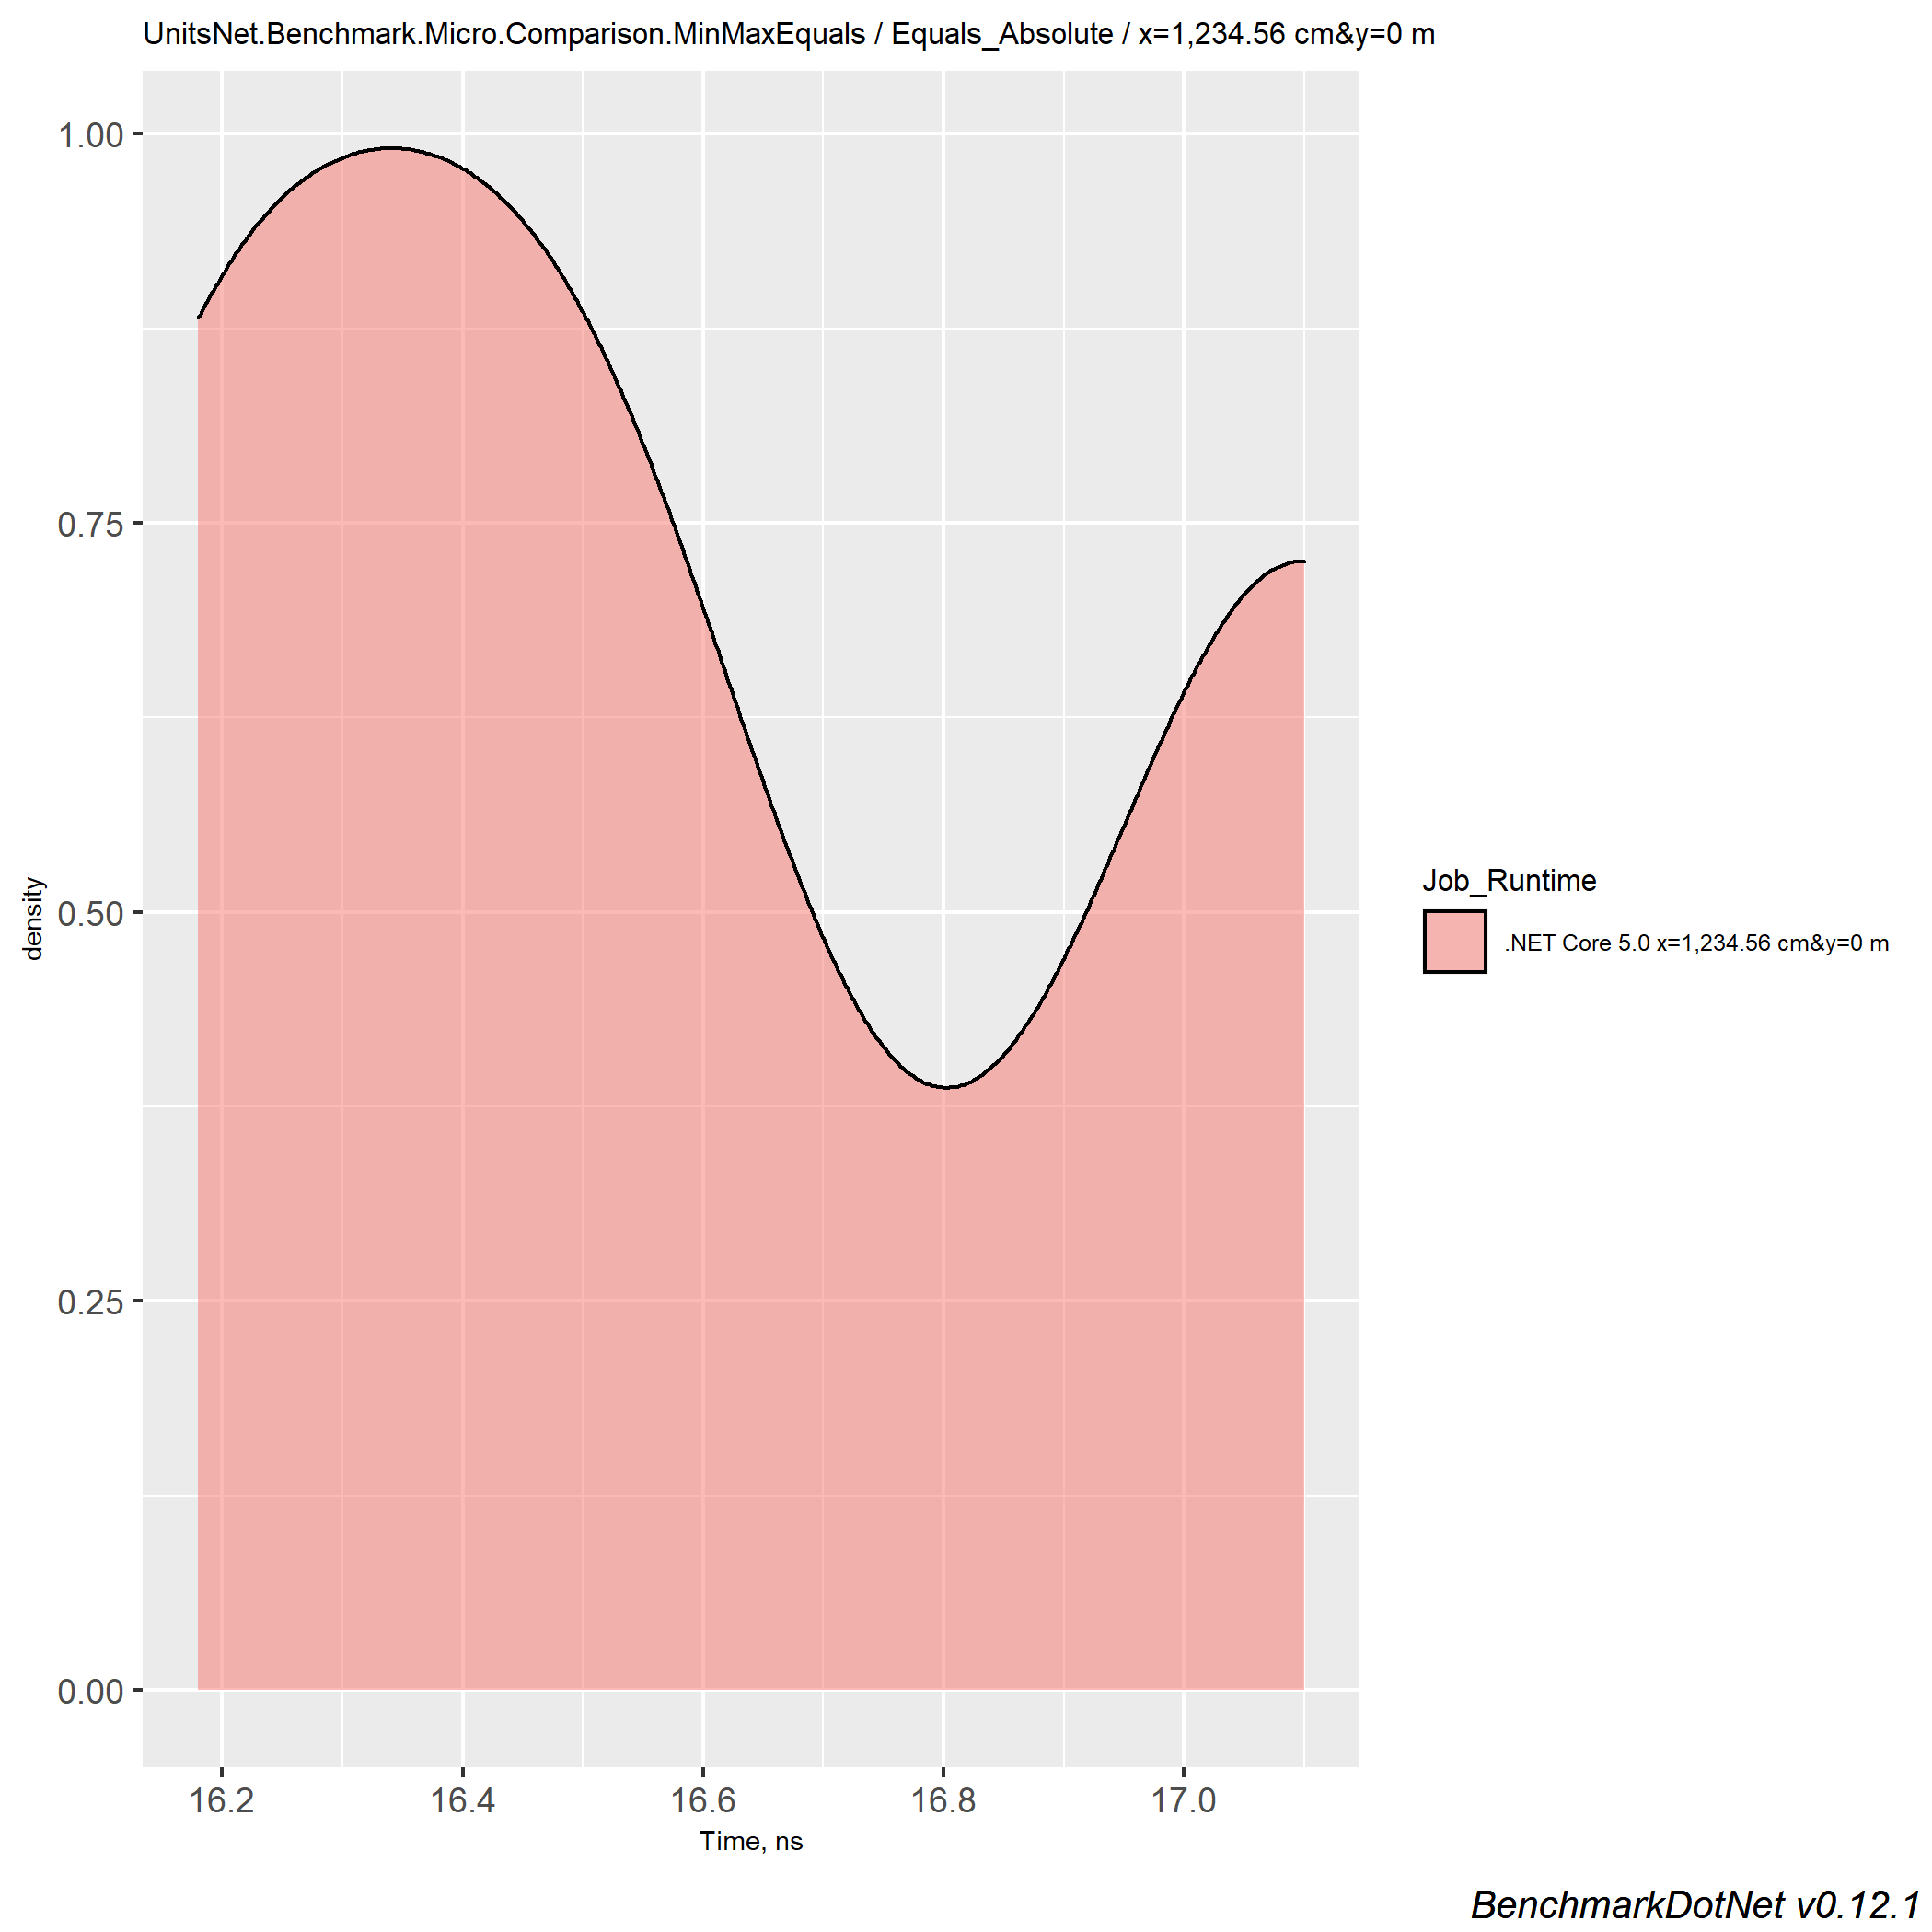 UnitsNet.Benchmark.Micro.Comparison.MinMaxEquals / Equals_Absolute / x=1,234.56 cm&y=0 m
1.00
0.75
0.50
0.25
0.00
density
16.2 16.4 16.6 16.8 17.0
Time, ns
Job_Runtime
.NET Core 5.0 x=1,234.56 cm&y=0 m
BenchmarkDotNet v0.12.1